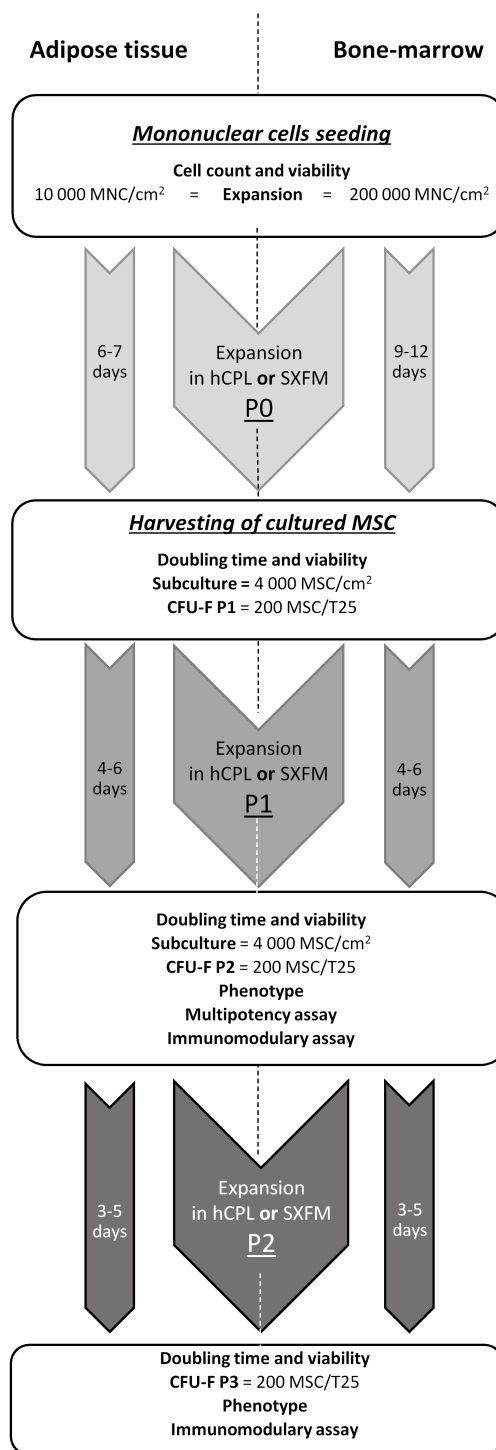 Adipose tissue Bone-marrow
Mononuclear cells seeding
Cell count and viability
10 000 MNC/cm² = Expansion = 200 000 MNC/cm²
6-7
days
Expansion
in hCPL or SXFM
P0
9-12
days
Harvesting of cultured MSC
Doubling time and viability
Subculture = 4 000 MSC/cm²
CFU-F P1 = 200 MSC/T25
4-6
days
Expansion
in hCPL or SXFM
P1
4-6
days
Doubling time and viability
Subculture = 4 000 MSC/cm²
CFU-F P2 = 200 MSC/T25
Phenotype
Multipotency assay
Immunomodulary assay
3-5
days
Expansion
in hCPL or SXFM
P2
3-5
days
Doubling time and viability
CFU-F P3 = 200 MSC/T25
Phenotype
Immunomodulary assay